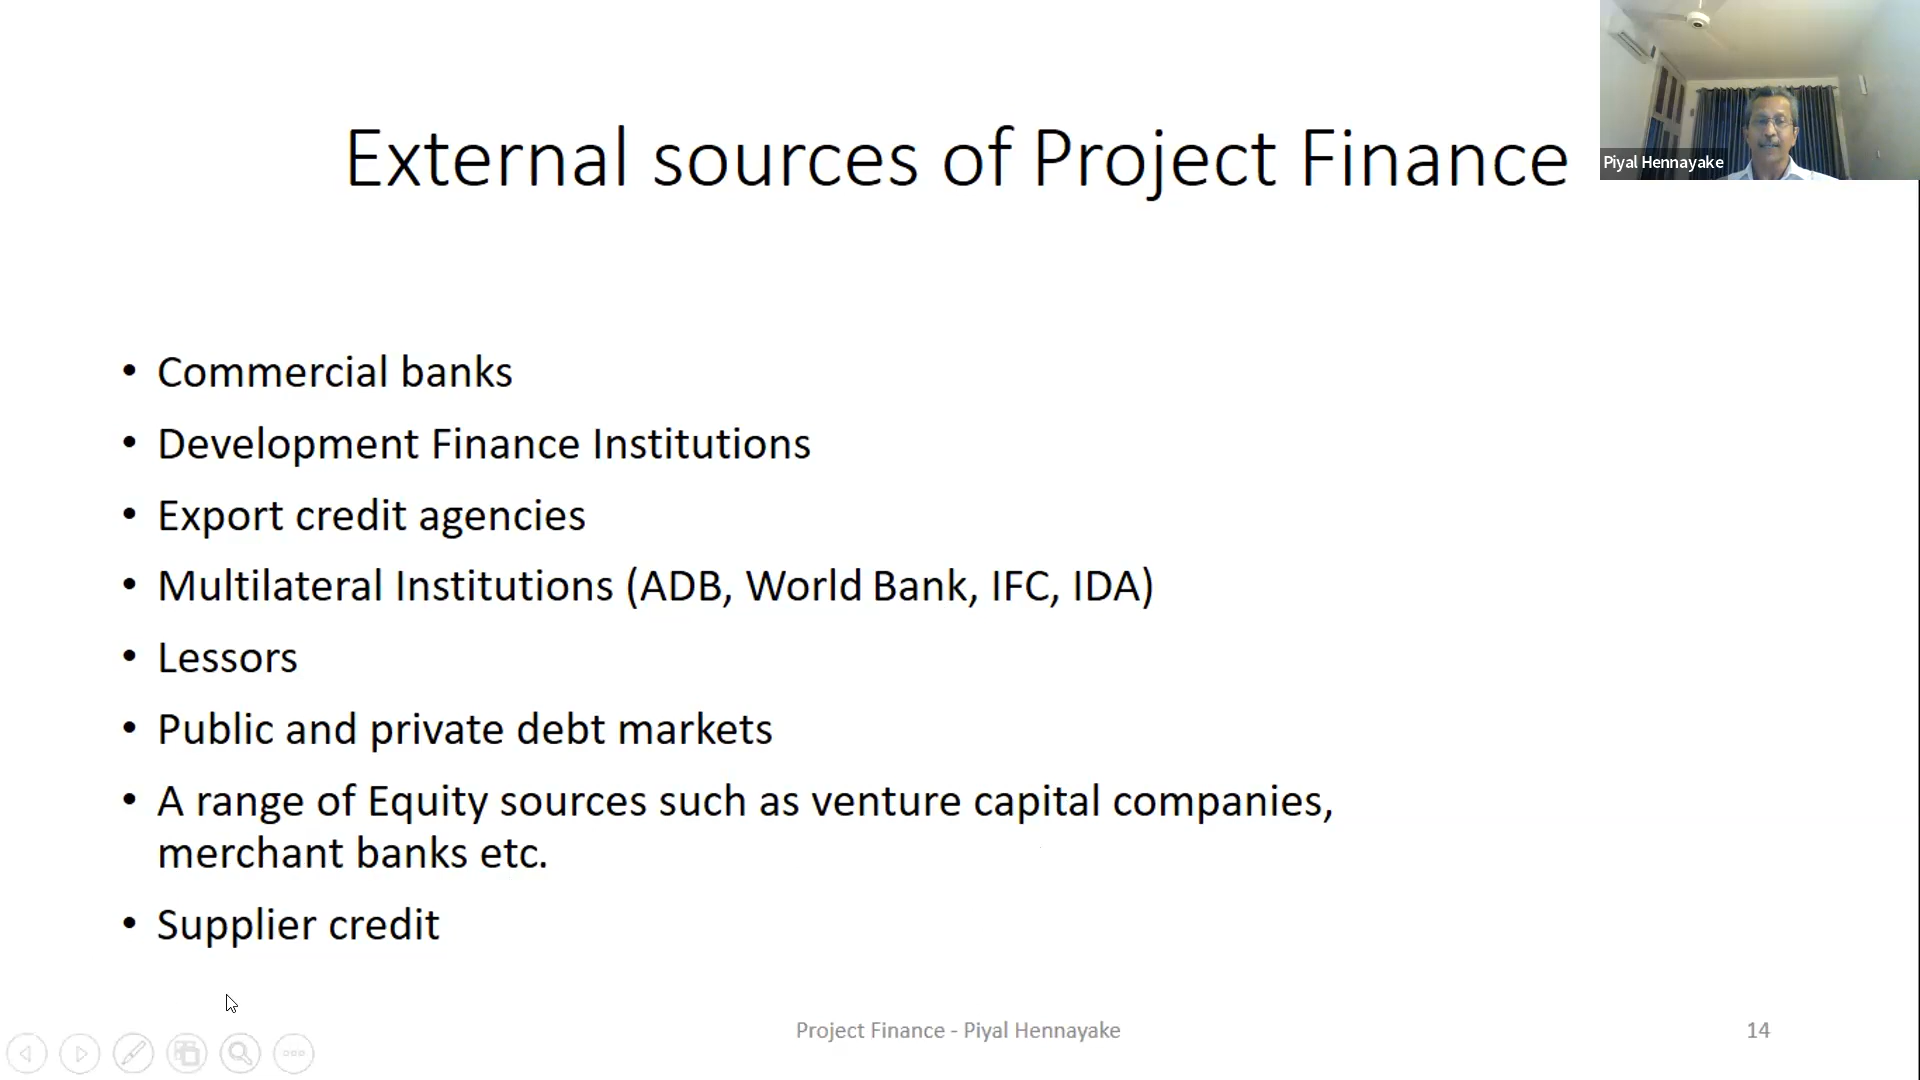 External sources of Project Finance
Piyal Hennayake
• Commercial banks
• Development Finance Institutions
• Export credit agencies
• Multilateral Institutions (ADB, World Bank, IFC, IDA)
• Lessors
• Public and private debt markets
• A range of Equity sources such as venture capital companies,
merchant banks etc.
• Supplier credit
Project Finance - Piyal Hennayake
14